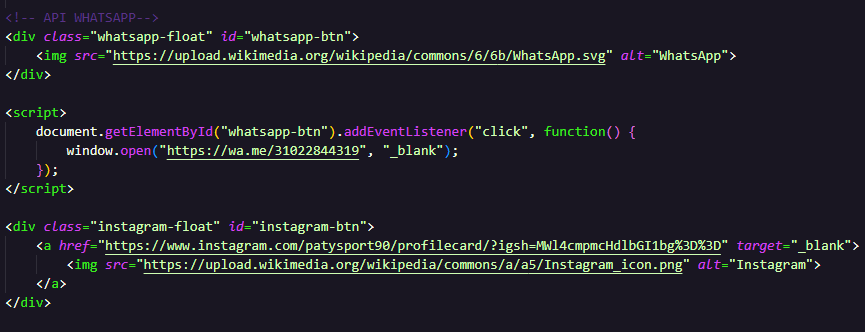 <!-- API WHATSAPP-->
<div class="whatsapp-float" id="whatsapp-btn">
    <img src="https://upload.wikimedia.org/wikipedia/commons/6/6b/WhatsApp.svg" alt="WhatsApp">
</div>

<script>
    document.getElementById("whatsapp-btn").addEventListener("click", function() {
        window.open("https://wa.me/31022844319", "_blank");
    });
</script>

<div class="instagram-float" id="instagram-btn">
    <a href="https://www.instagram.com/patysport90/profilecard/?igsh=MWl4cmpmcHdlbGI1bg%3D%3D" target="_blank">
        <img src="https://upload.wikimedia.org/wikipedia/commons/a/a5/Instagram_icon.png" alt="Instagram">
    </a>
</div>